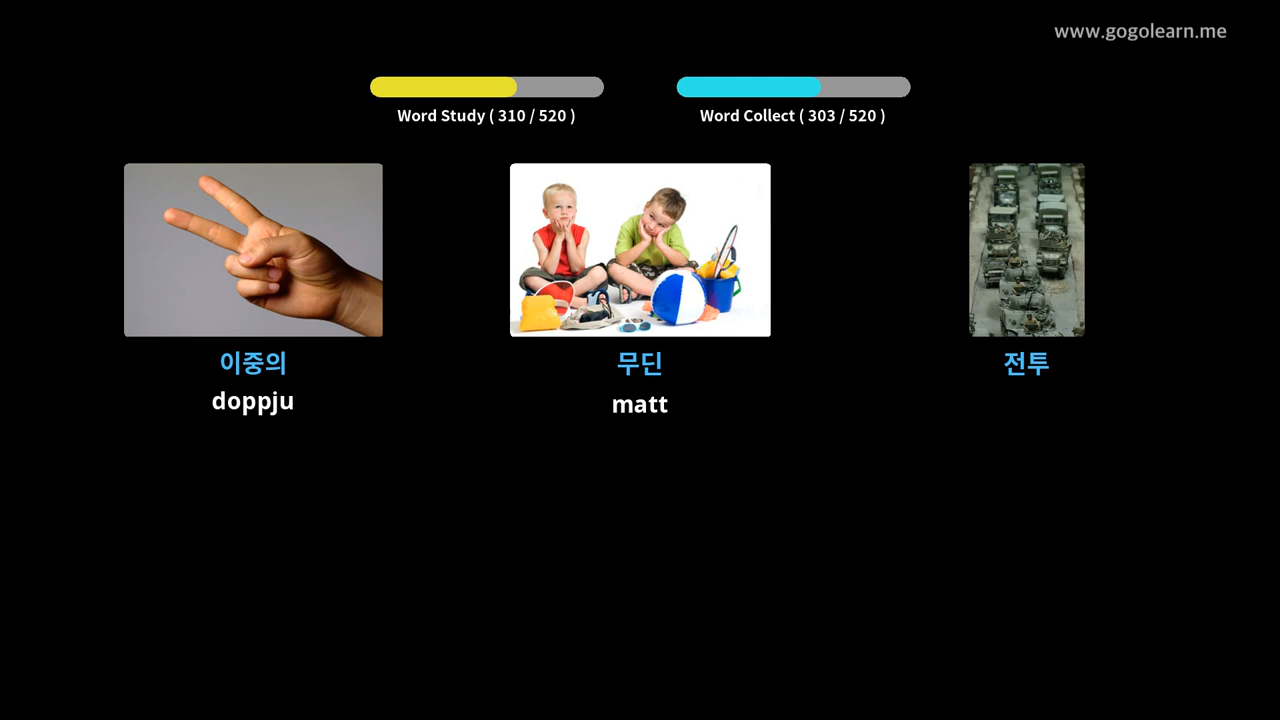 www.gogolearn.me
Word Study ( 310 / 520 )
Word Collect ( 303 / 520 )
이중의
무딘
전투
doppju
matt